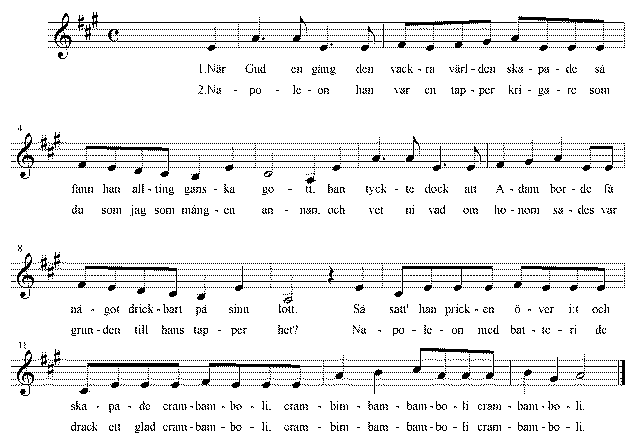 1.När Gud en gång den vack-ra värl-den ska-pa-de så
2.Na-po-le-on han var en tap-per kri-ga-re som
4
fann han all-ting gans-ka go-tt. han tyck-te dock att A-dam bor-de få
du som jag som mång-en an-nan. och vet ni vad om ho-nom sa-des var
8
nå-got drick-bart på sinn lott. Så satt' han prick-en ö-ver i:t och
grun-den till hans tap-per het? Na-po-le-on med bat-te-ri de
11
ska-pa-de cram-bam-bo-li. cram-bim-bam-bam-bo-li cram-bam-bo-li.
drack ett glad cram-bam-bo-li. cram-bam-bam-bam-bo-li cram-bam-bo-li.